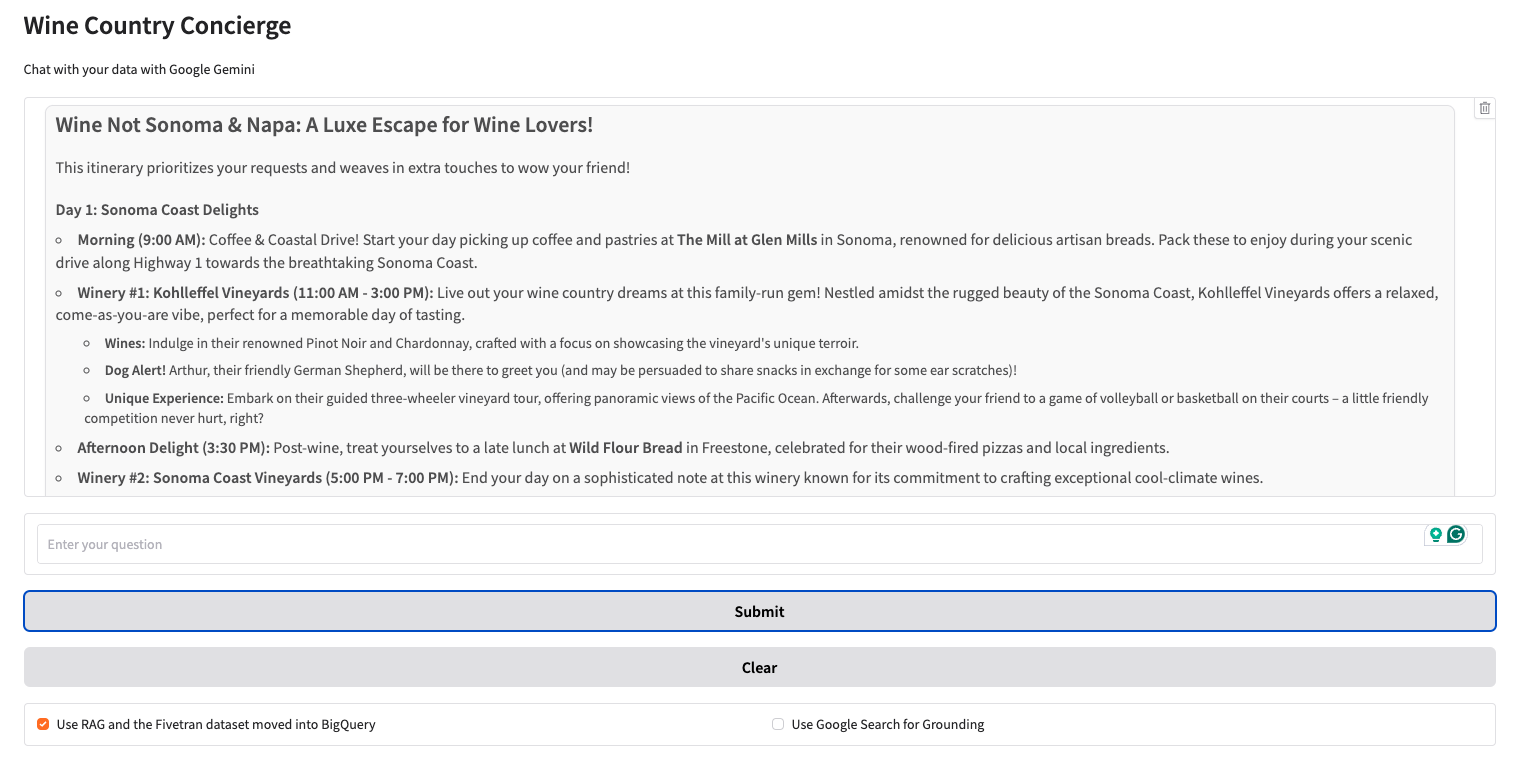 Wine Country Concierge
Chat with your data with Google Gemini
Wine Not Sonoma & Napa: A Luxe Escape for Wine Lovers!
This itinerary prioritizes your requests and weaves in extra touches to wow your friend!
Day 1: Sonoma Coast Delights
Morning (9:00 AM): Coffee & Coastal Drive! Start your day picking up coffee and pastries at The Mill at Glen Mills in Sonoma, renowned for delicious artisan breads. Pack these to enjoy during your scenic
drive along Highway 1 towards the breathtaking Sonoma Coast.
Winery #1: Kohlleffel Vineyards (11:00 AM - 3:00 PM): Live out your wine country dreams at this family-run gem! Nestled amidst the rugged beauty of the Sonoma Coast, Kohlleffel Vineyards offers a relaxed,
come-as-you-are vibe, perfect for a memorable day of tasting.
Wines: Indulge in their renowned Pinot Noir and Chardonnay, crafted with a focus on showcasing the vineyard's unique terroir.
Dog Alert! Arthur, their friendly German Shepherd, will be there to greet you (and may be persuaded to share snacks in exchange for some ear scratches)!
Unique Experience: Embark on their guided three-wheeler vineyard tour, offering panoramic views of the Pacific Ocean. Afterwards, challenge your friend to a game of volleyball or basketball on their courts – a little friendly
competition never hurt, right?
Afternoon Delight (3:30 PM): Post-wine, treat yourselves to a late lunch at Wild Flour Bread in Freestone, celebrated for their wood-fired pizzas and local ingredients.
Winery #2: Sonoma Coast Vineyards (5:00 PM - 7:00 PM): End your day on a sophisticated note at this winery known for its commitment to crafting exceptional cool-climate wines.
Enter your question
Submit
Clear
Use RAG and the Fivetran dataset moved into BigQuery
Use Google Search for Grounding